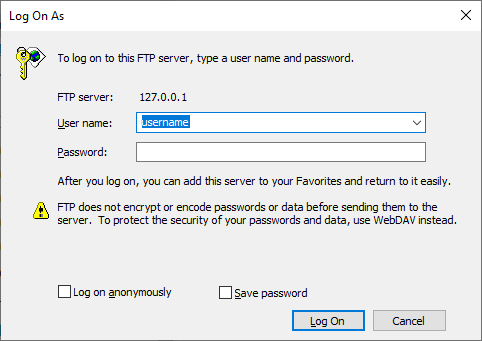 Log On As
To log on to this FTP server, type a user name and password.
FTP server: 127.0.0.1
User name: username
Password:
After you log on, you can add this server to your Favorites and return to it easily.
FTP does not encrypt or encode passwords or data before sending them to the
server. To protect the security of your passwords and data, use WebDAV instead.
Log on anonymously Save password
Log On Cancel